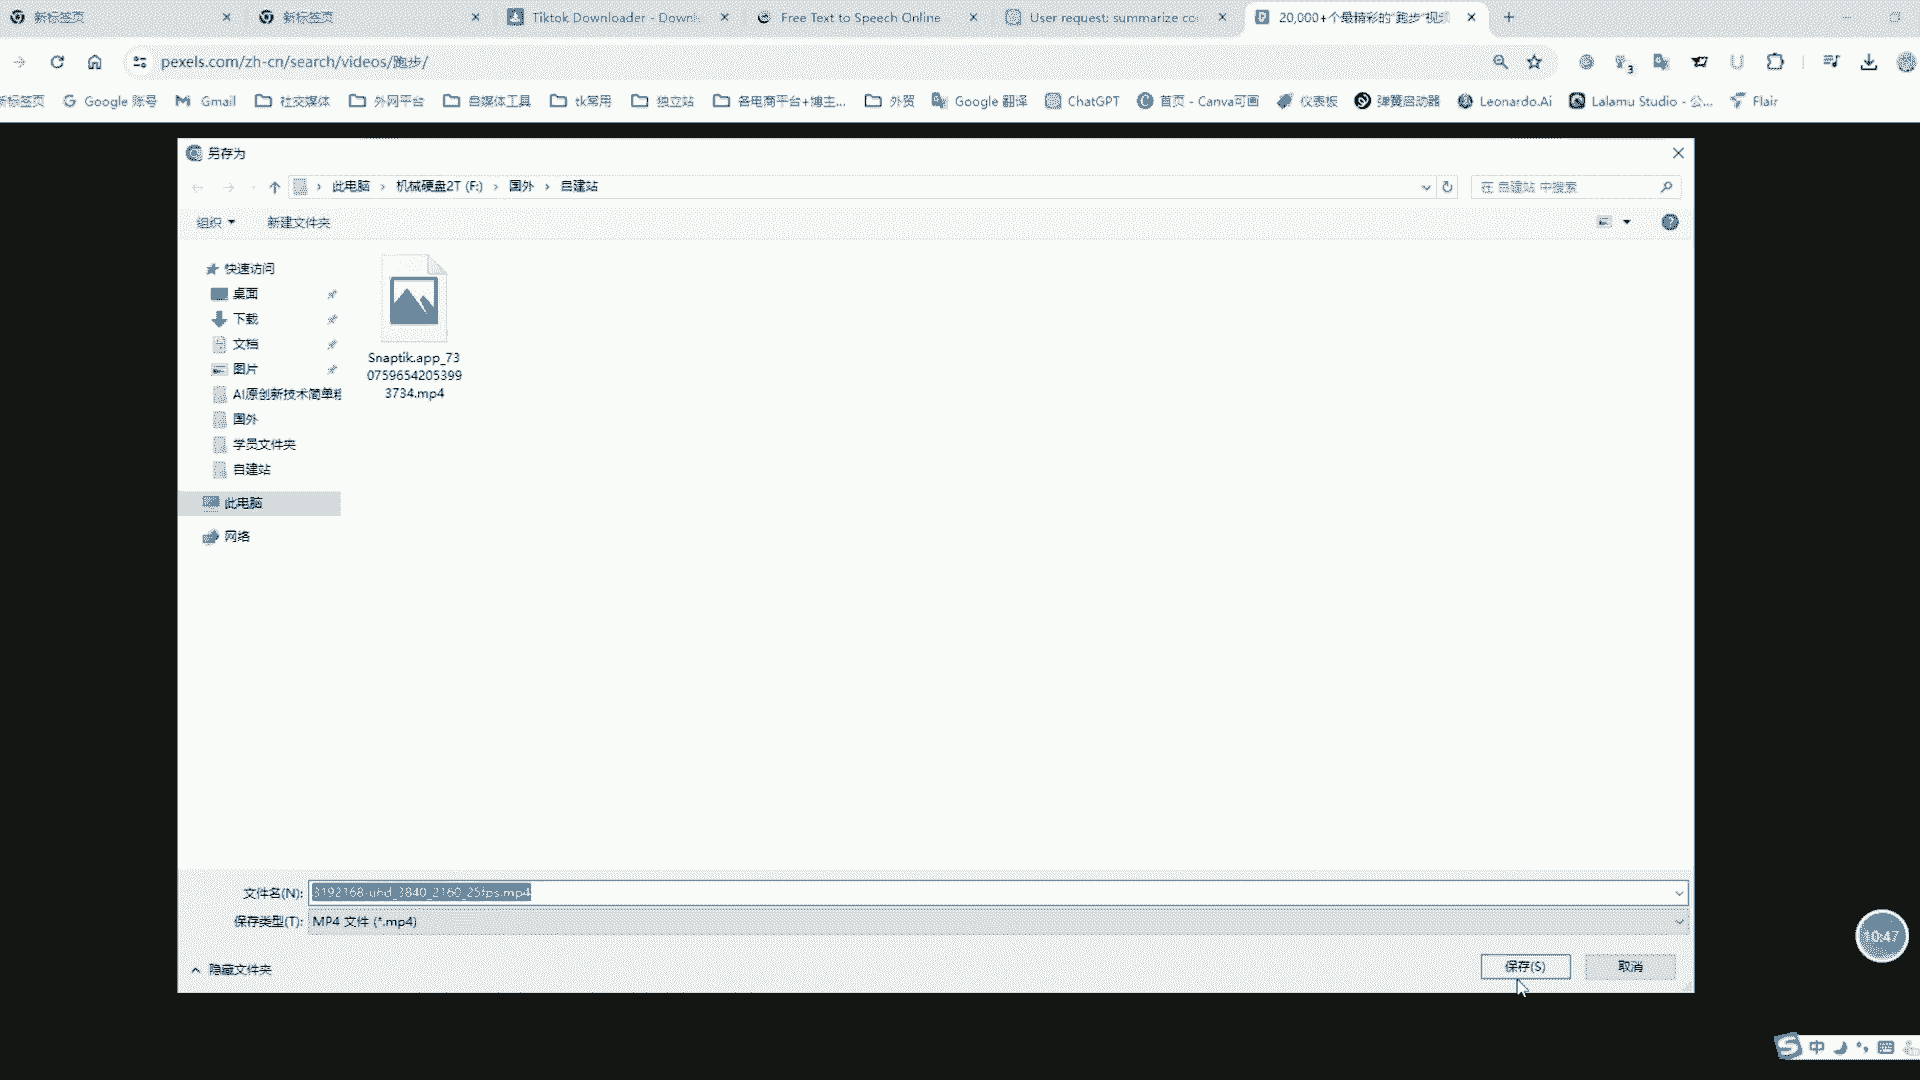 新标签页
新标签页
Tiktok Downloader - Downl
Free Text to Speech Online
User request: summarize co
20,000+个最精彩的"跑步"视频
pexels.com/zh-cn/search/videos/跑步/
3
新标签页
Google 账号
Gmail
社交媒体
外网平台
自媒体工具
tk常用
独立站
各电商平台+博主...
外贸
Google 翻译
ChatGPT
首页 - Canva可画
仪表板
弹簧启动器
Leonardo.Ai
Lalamu Studio - 公...
Flair
另存为
此电脑 › 机械硬盘2T (F:) › 国外 › 自建站
在 自建站 中搜索
组织
新建文件夹
快速访问
桌面
下载
文档
图片
AI原创新技术简单粗
国外
学员文件夹
自建站
此电脑
网络
Snaptik.app_73
0759654205399
3734.mp4
文件名(N):
3192168-uhd_3840_2160_25fps.mp4
保存类型(T):
MP4 文件 (*.mp4)
隐藏文件夹
保存(S)
取消
10:47
中